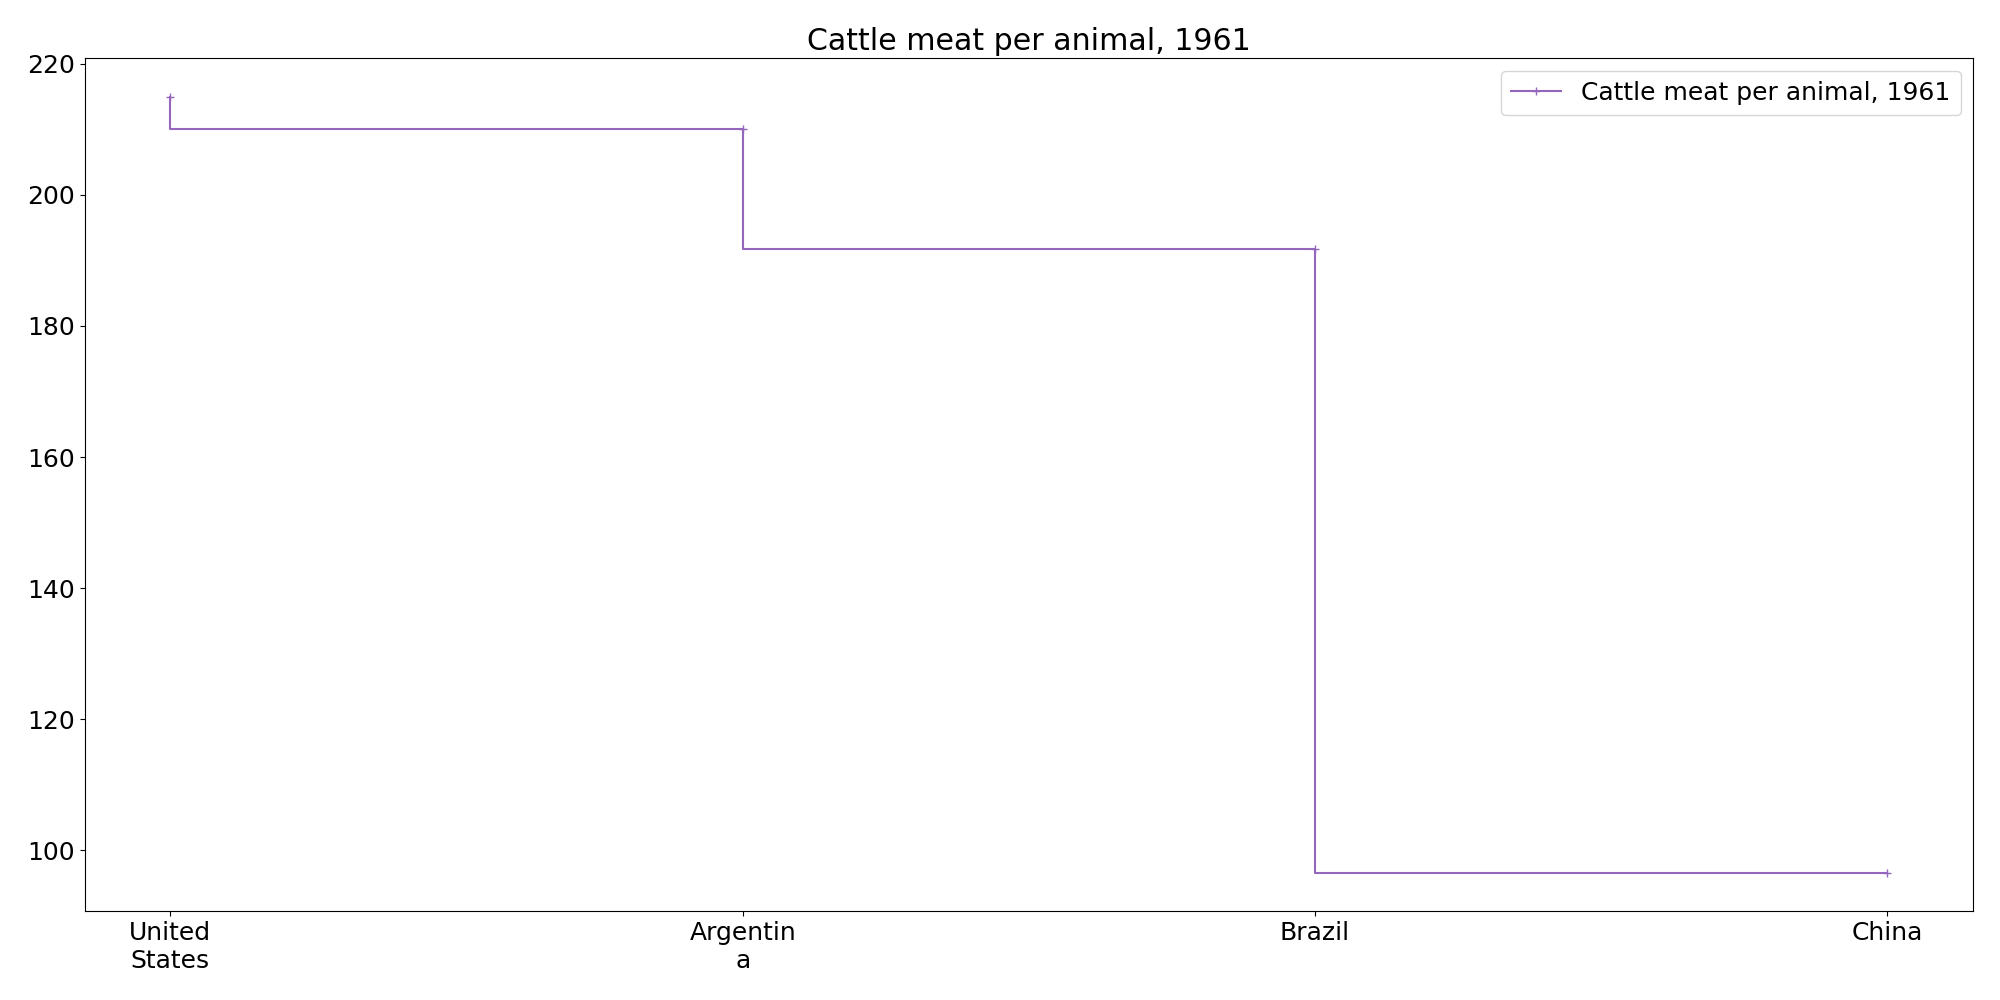 Cattle meat per animal, 1961
Cattle meat per animal, 1961
220
200
180
160
140
120
100
United
States
Argentin
a
Brazil
China